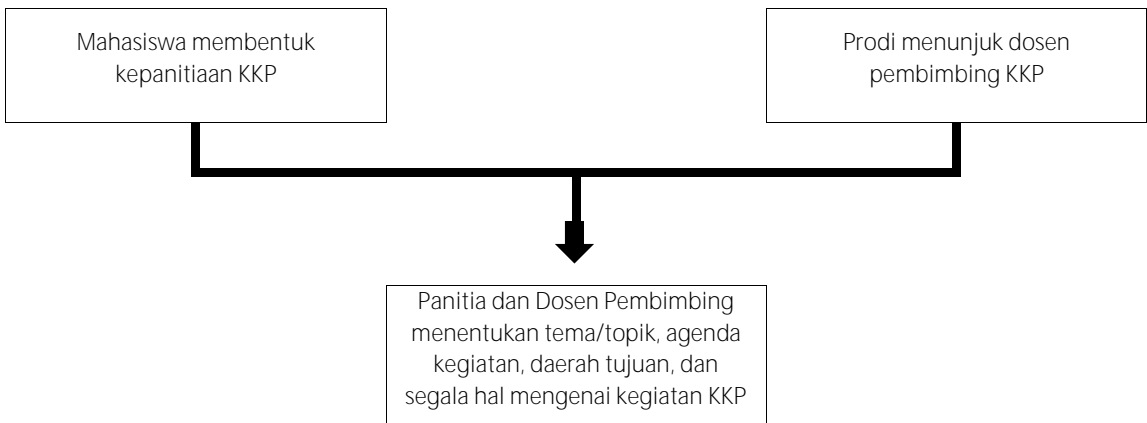 Mahasiswa membentuk
kepanitiaan KKP
Prodi menunjuk dosen
pembimbing KKP
Panitia dan Dosen Pembimbing
menentukan tema/topik, agenda
kegiatan, daerah tujuan, dan
segala hal mengenai kegiatan KKP